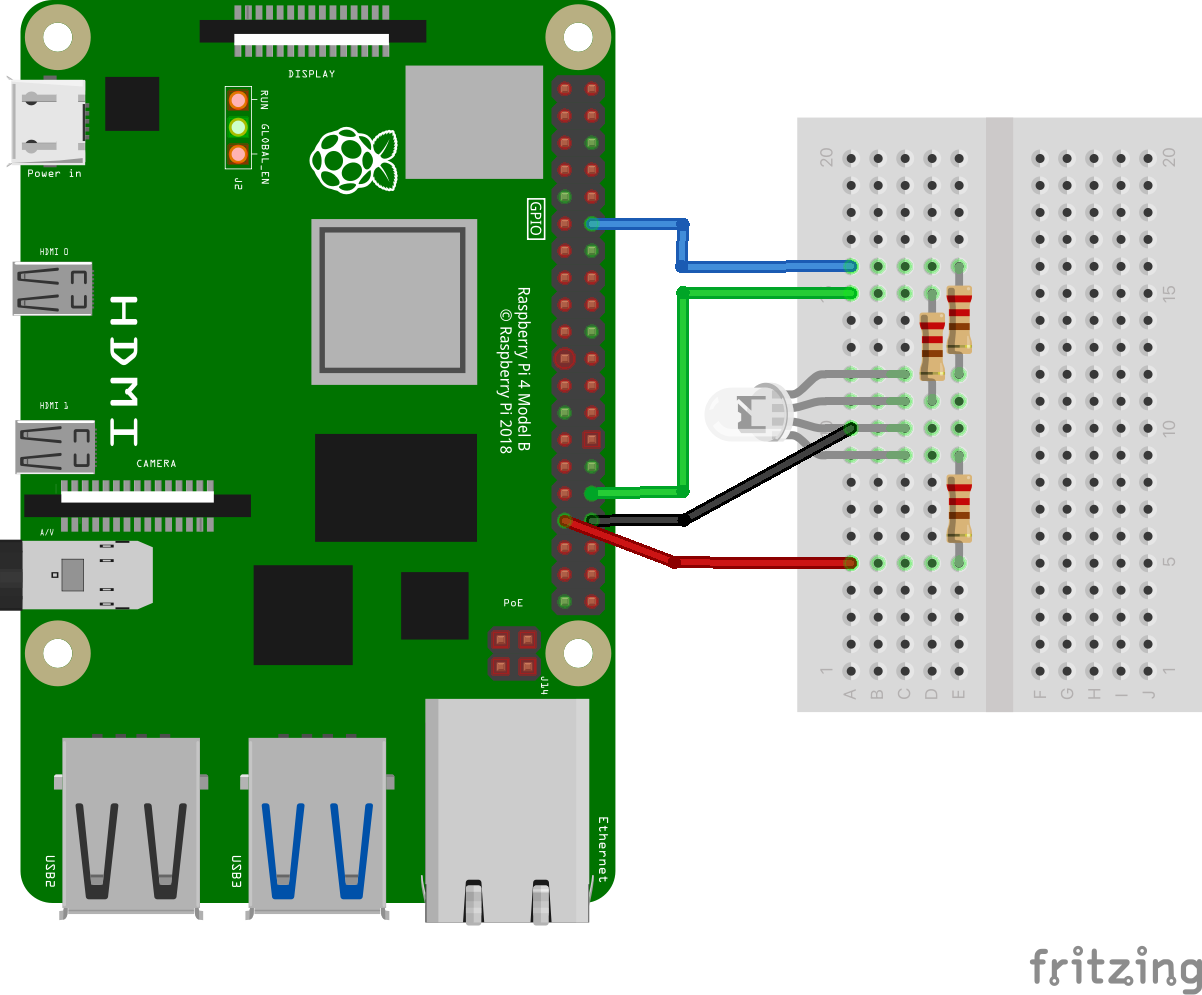 DISPLAY
RUN
GLOBAL_EN
J2
Power in
GPIO
HDMI 0
HDMI
Raspberry Pi 4 Model B
© Raspberry Pi 2018
HDMI 1
CAMERA
A/V
PoE
J14
USB2
USB3
Ethernet
20
20
15
15
10
10
5
1
1
A B C D E
F G H I J
fritzing